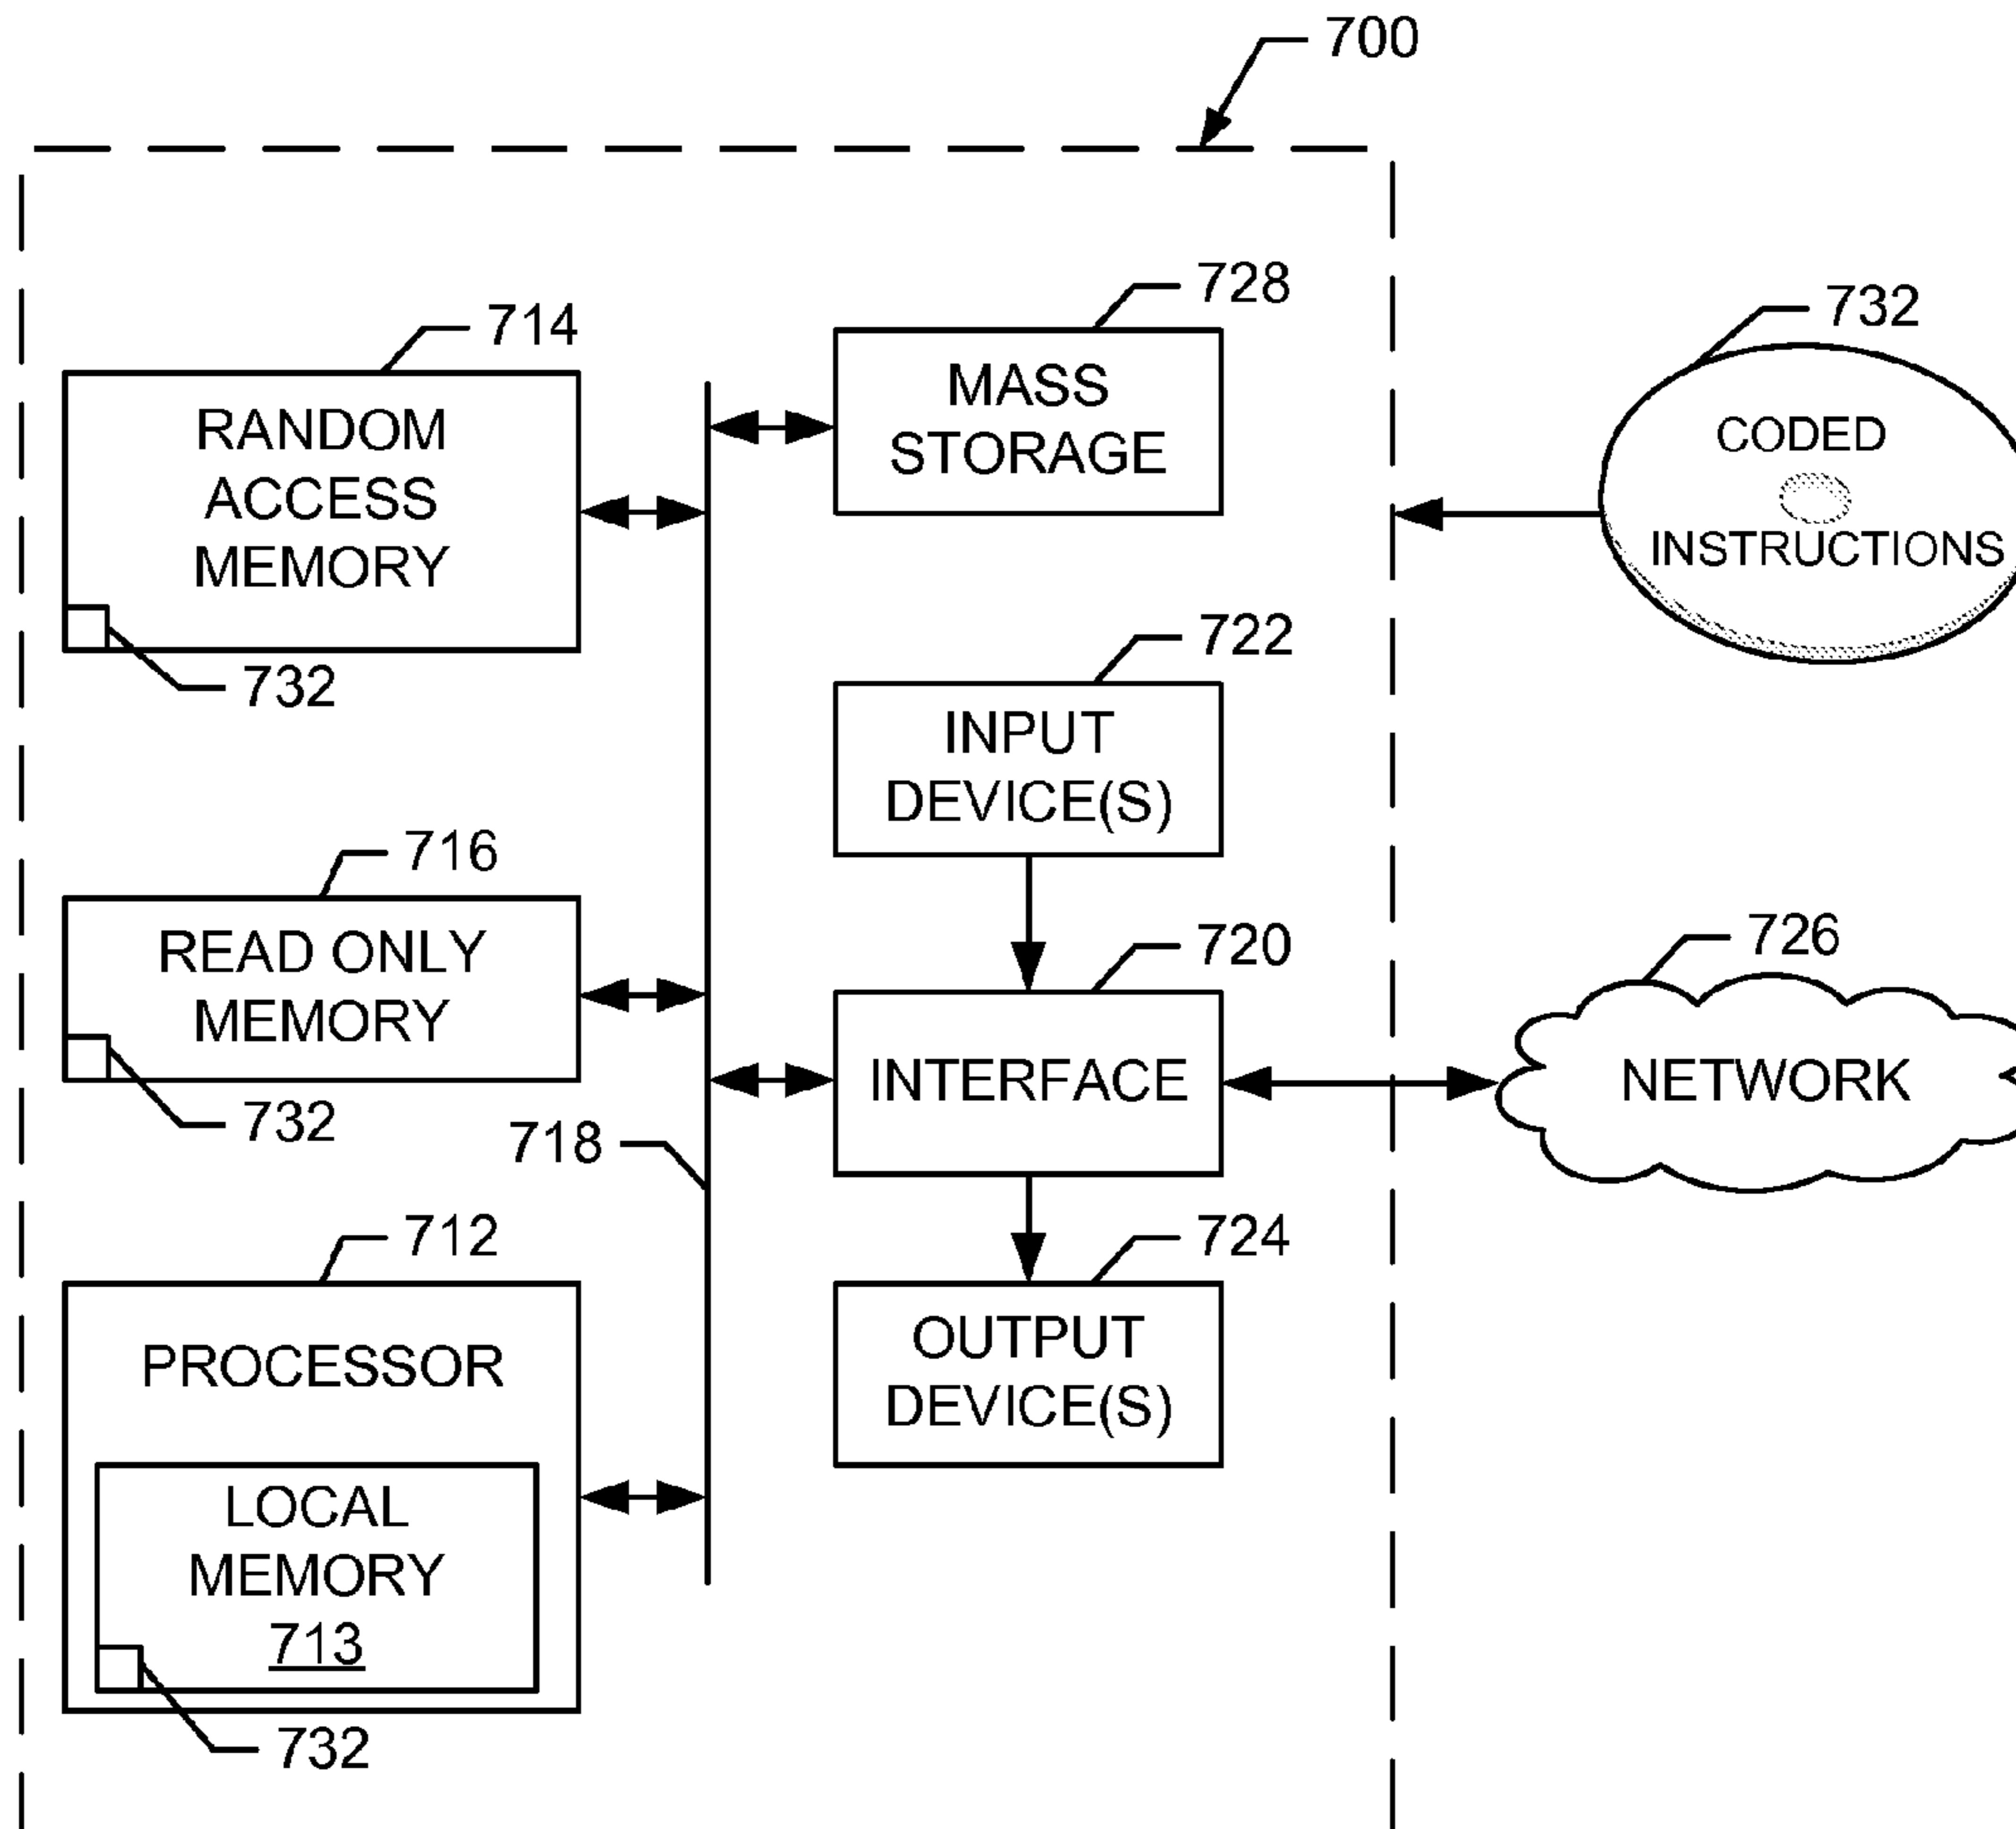 700
728
714
732
MASS
STORAGE
RANDOM
ACCESS
MEMORY
CODED
INSTRUCTIONS
732
722
INPUT
DEVICE(S)
716
READ ONLY
MEMORY
720
726
INTERFACE
NETWORK
732
718
712
724
PROCESSOR
OUTPUT
DEVICE(S)
LOCAL
MEMORY
713
732